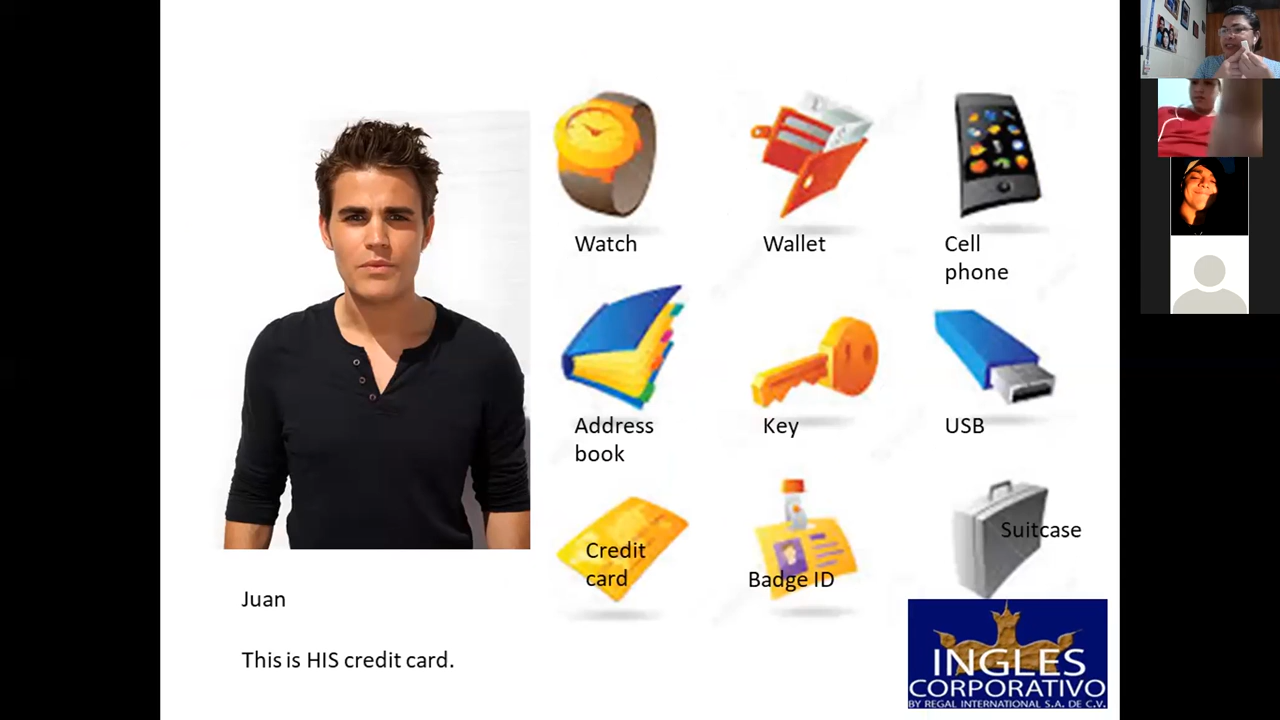 Watch
Wallet
Cell
phone
Address
book
Key
USB
Credit
card
Badge ID
Suitcase
Juan
This is HIS credit card.
INGLES
CORPORATIVO
BY REGAL INTERNATIONAL S.A. DE C.V.